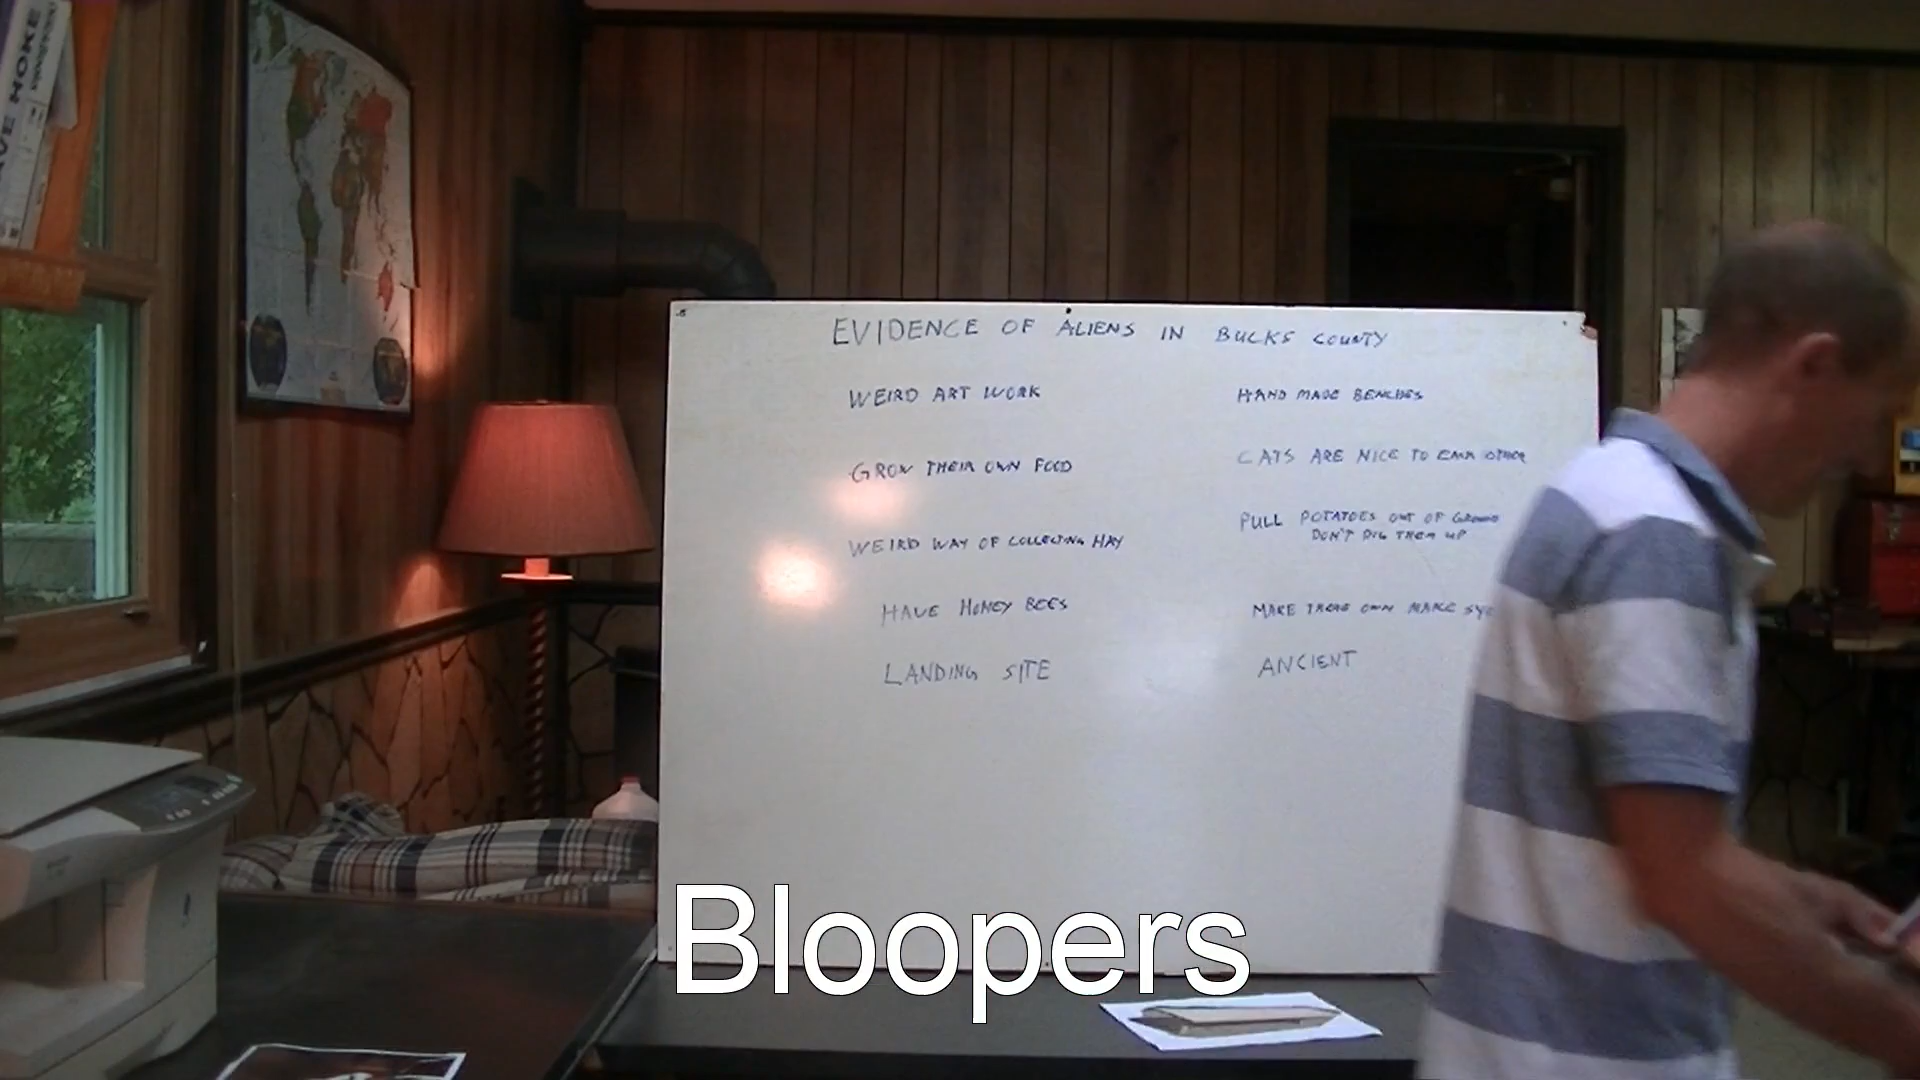 EVIDENCE OF ALIENS IN BUCKS COUNTY
WEIRD ART WORK
GROW THEIR OWN FOOD
WEIRD WAY OF COLLECTING HAY
HAVE HONEY BEES
LANDING SITE
HAND MADE BENCHES
CATS ARE NICE TO EACH OTHER
PULL POTATOES OUT OF GROUND
DON'T DIG THEM UP
MAKE OWN
ANCIENT
Bloopers